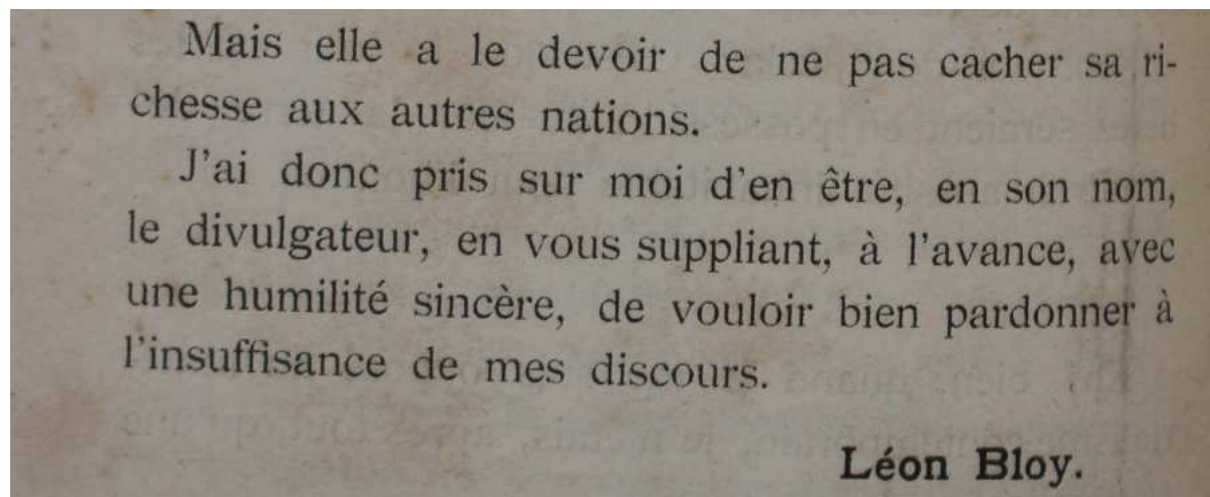 Mais elle a le devoir de ne pas cacher sa ri-
chesse aux autres nations.
J'ai donc pris sur moi d'en être, en son nom,
le divulgateur, en vous suppliant, à l'avance, avec
une humilité sincère, de vouloir bien pardonner à
l'insuffisance de mes discours.
Léon Bloy.